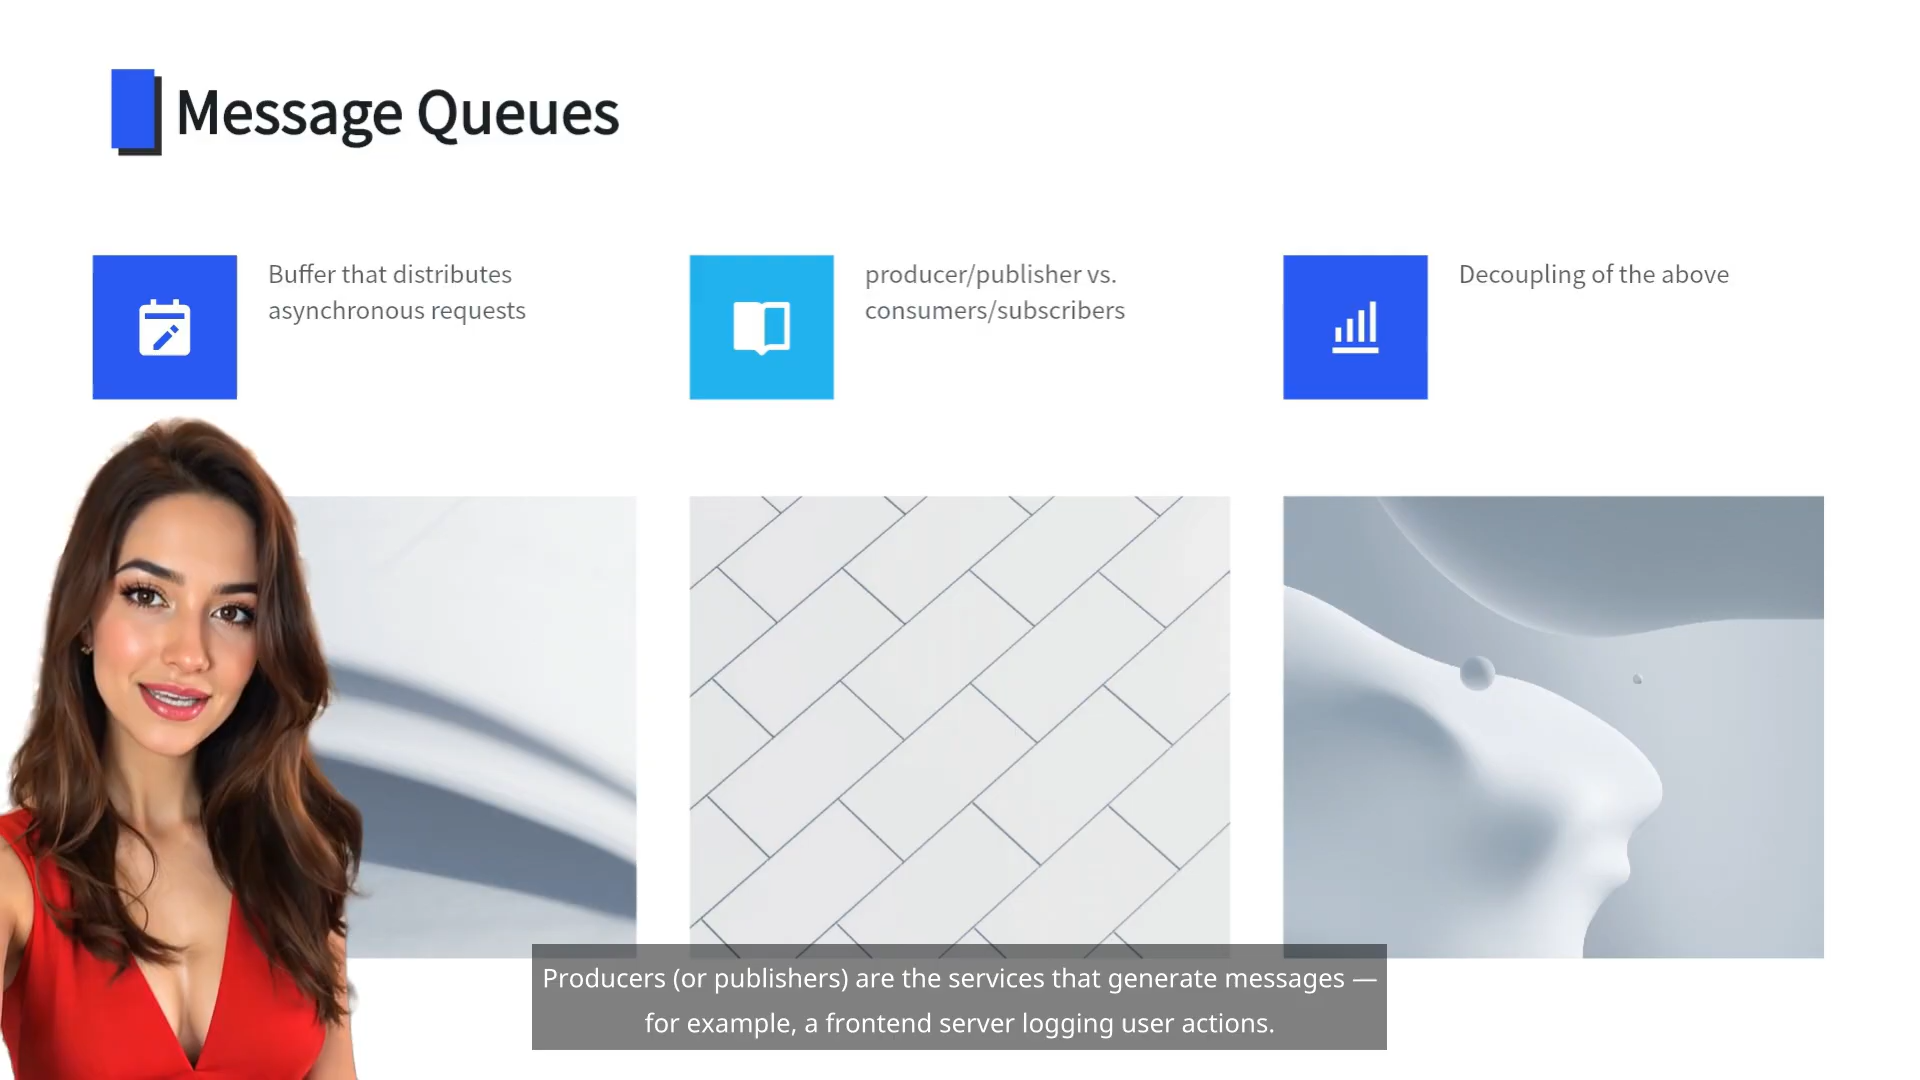 Message Queues
Buffer that distributes
asynchronous requests
producer/publisher vs.
consumers/subscribers
Decoupling of the above
Producers (or publishers) are the services that generate messages —
for example, a frontend server logging user actions.